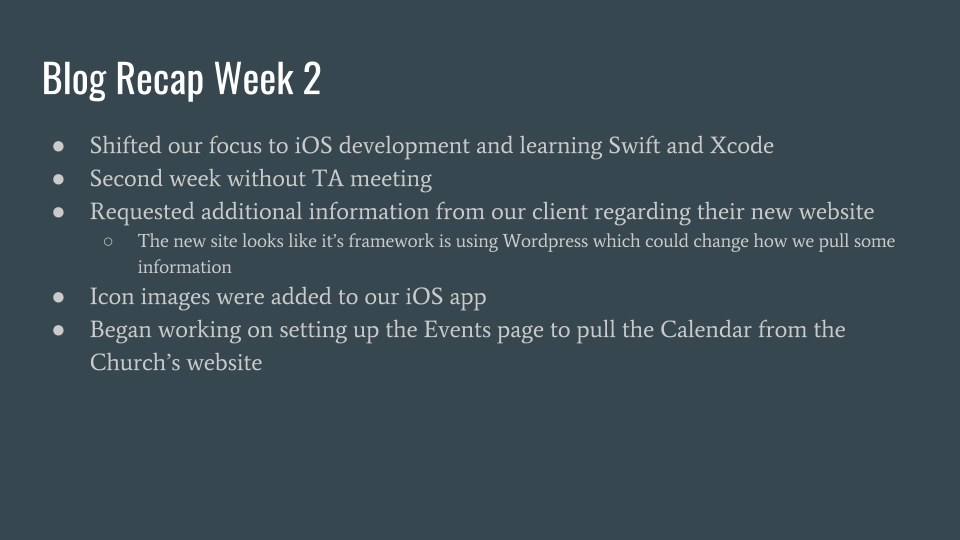 Blog Recap Week 2
● Shifted our focus to iOS development and learning Swift and Xcode
● Second week without TA meeting
● Requested additional information from our client regarding their new website
○ The new site looks like it’s framework is using Wordpress which could change how we pull some
information
● Icon images were added to our iOS app
● Began working on setting up the Events page to pull the Calendar from the
Church’s website